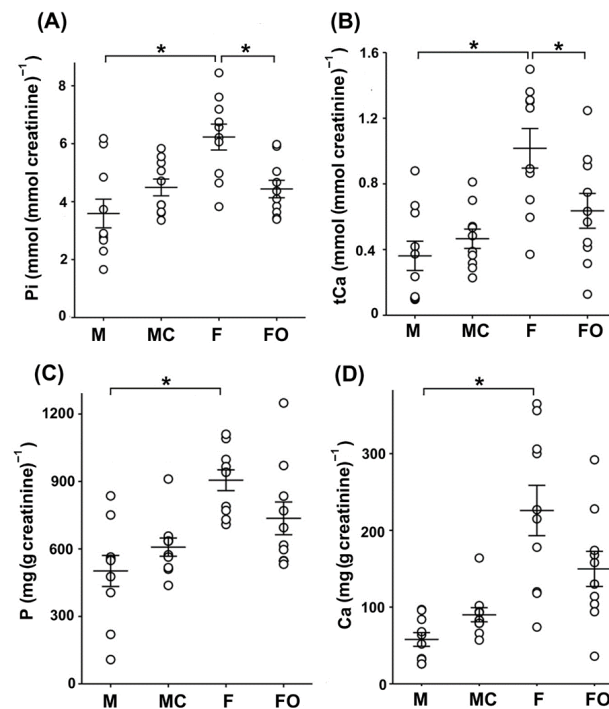 (A)
* *
Pi (mmol (mmol creatinine)⁻¹
8
6
4
2
0
M MC F FO
(B)
* *
tCa (mmol (mmol creatinine)⁻¹
1.6
1.2
0.8
0.4
0
M MC F FO
(C)
*
P (mg(g creatinine)⁻¹
1200
900
600
300
0
M MC F FO
(D)
*
Ca (mg(g creatinine)⁻¹
300
200
100
0
M MC F FO